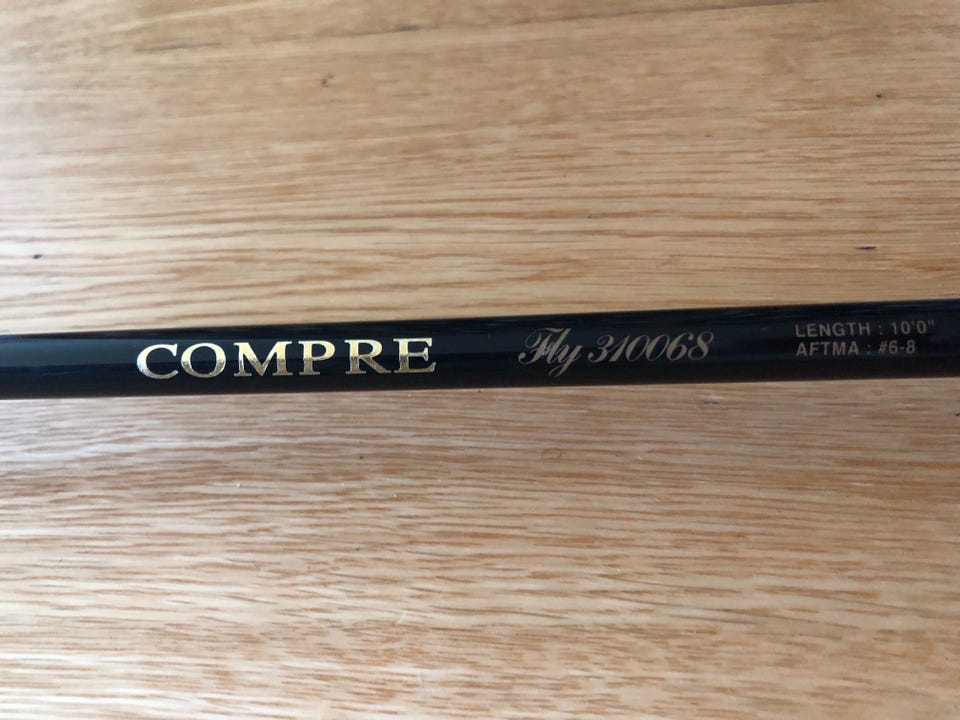 COMPRE
Fly 310068
LENGTH : 10'0"
AFTMA : #6-8